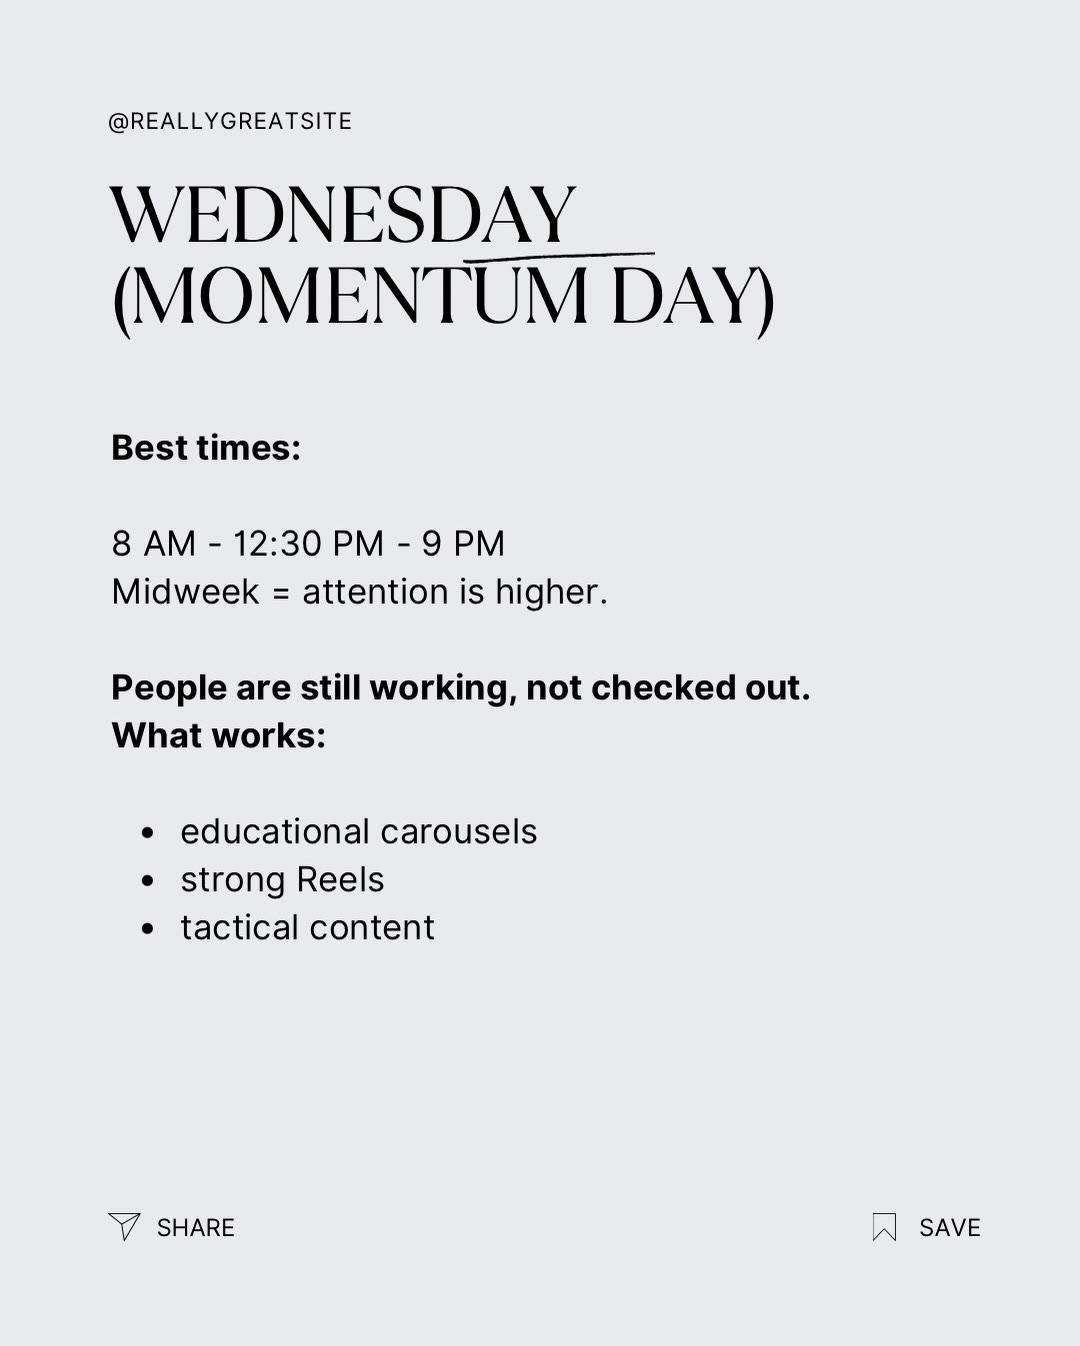 @REALLYGREATSITE
WEDNESDAY
(MOMENTUM DAY)
Best times:
8 AM - 12:30 PM - 9 PM
Midweek = attention is higher.
People are still working, not checked out.
What works:
• educational carousels
• strong Reels
• tactical content
SHARE
SAVE